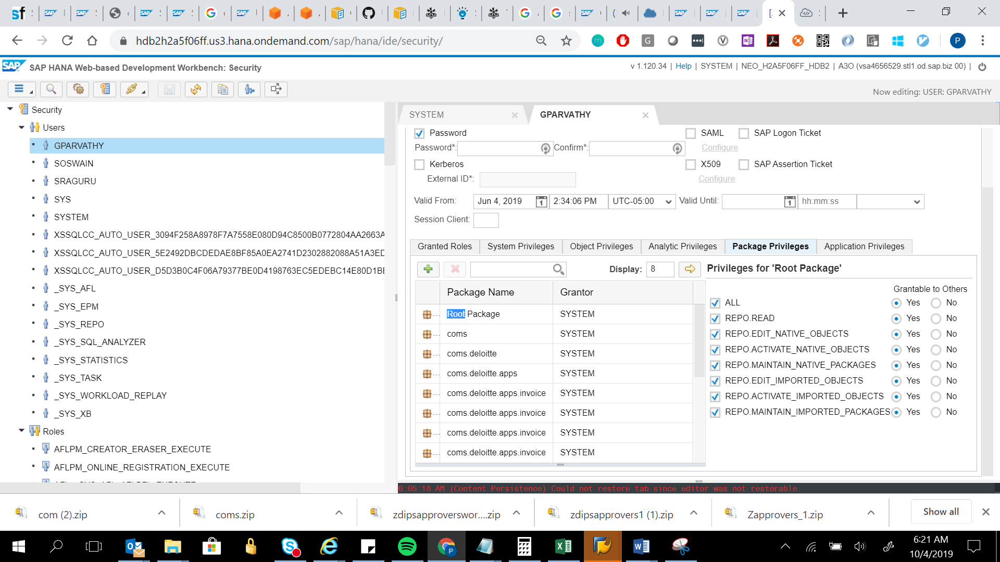 hdb2h2a5f06ff.us3.hana.ondemand.com/sap/hana/ide/security/
P
SAP SAP HANA Web-based Development Workbench: Security
v 1.120.34 | Help | SYSTEM | NEO_H2A5F06FF_HDB2 | A3O (vsa4656529.stl1.od.sap.biz 00) |
Now editing: USER: GPARVATHY
Security
Users
GPARVATHY
SOSWAIN
SRAGURU
SYS
SYSTEM
XSSQLCC_AUTO_USER_3094F258A8978F7A7558E080D94C8500B0772804AA2663A
XSSQLCC_AUTO_USER_5E2492DBCDEDAE8BF85A0EA2741D2302882088A51A3ED
XSSQLCC_AUTO_USER_D5D3B0C4F06A79377BE0D4198763EC5EDEBC14E80D1BE
_SYS_AFL
_SYS_EPM
_SYS_REPO
_SYS_SQL_ANALYZER
_SYS_STATISTICS
_SYS_TASK
_SYS_WORKLOAD_REPLAY
_SYS_XB
Roles
AFLPM_CREATOR_ERASER_EXECUTE
AFLPM_ONLINE_REGISTRATION_EXECUTE
SYSTEM
GPARVATHY
Password SAML SAP Logon Ticket
Password*: Confirm*: Configure
Kerberos X509 SAP Assertion Ticket
External ID*: Configure
Valid From: Jun 4, 2019 2:34:06 PM UTC-05:00 Valid Until: hh:mm:ss
Session Client:
Granted Roles System Privileges Object Privileges Analytic Privileges Package Privileges Application Privileges
Display: 8
Package Name Grantor
Root Package SYSTEM
coms SYSTEM
coms.deloitte SYSTEM
coms.deloitte.apps SYSTEM
coms.deloitte.apps.invoice SYSTEM
coms.deloitte.apps.invoice SYSTEM
coms.deloitte.apps.invoice SYSTEM
coms.deloitte.apps.invoice SYSTEM
Privileges for 'Root Package'
Grantable to Others
ALL Yes No
REPO.READ Yes No
REPO.EDIT_NATIVE_OBJECTS Yes No
REPO.ACTIVATE_NATIVE_OBJECTS Yes No
REPO.MAINTAIN_NATIVE_PACKAGES Yes No
REPO.EDIT_IMPORTED_OBJECTS Yes No
REPO.ACTIVATE_IMPORTED_OBJECTS Yes No
REPO.MAINTAIN_IMPORTED_PACKAGES Yes No
6:05:18 AM (Content Persistence) Could not restore tab since editor was not restorable.
com (2).zip
coms.zip
zdipsapproverswor....zip
zdipsapprovers1 (1).zip
Zapprovers_1.zip
Show all
6:21 AM
10/4/2019